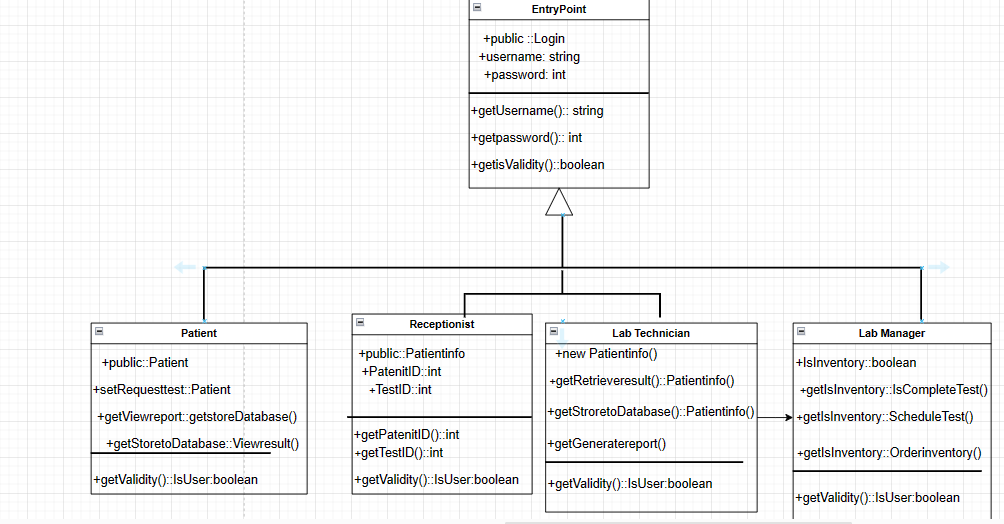 EntryPoint
+public ::Login
+username: string
+password: int
+getUsername():: string
+getpassword():: int
+getisValidity()::boolean
Patient
+public::Patient
+setRequesttest::Patient
+getViewreport::getstoreDatabase()
+getStoretoDatabase::Viewresult()
+getValidity()::IsUser:boolean
Receptionist
+public::Patientinfo
+PatenitID::int
+TestID::int
+getPatenitID()::int
+getTestID()::int
+getValidity()::IsUser:boolean
Lab Technician
+new Patientinfo()
+getRetrieveresult()::Patientinfo()
+getStroretoDatabase()::Patientinfo()
+getGeneratereport()
+getValidity()::IsUser:boolean
Lab Manager
+IsInventory::boolean
+getIsInventory::IsCompleteTest()
+getIsInventory::ScheduleTest()
+getIsInventory::Orderinventory()
+getValidity()::IsUser:boolean